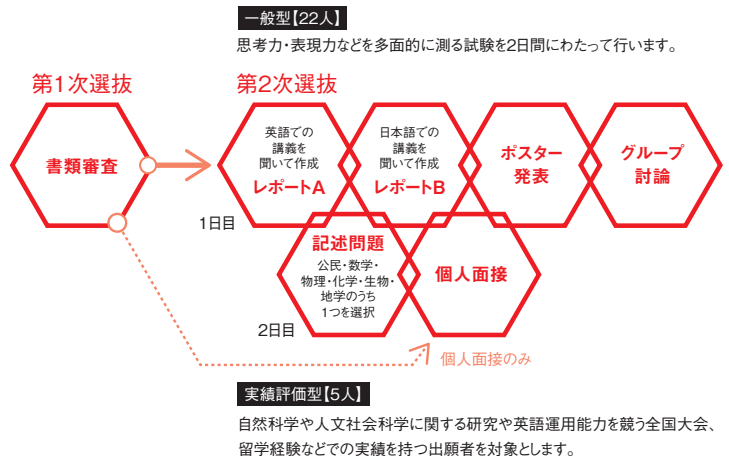 一般型【22人】
思考力・表現力などを多面的に測る試験を2日間にわたって行います。
第1次選抜
書類審査
第2次選抜
1日目
英語での
講義を
聞いて作成
レポートA
日本語での
講義を
聞いて作成
レポートB
ポスター
発表
グループ
討論
2日目
記述問題
公民・数学・
物理・化学・生物・
地学のうち
1つを選択
個人面接
個人面接のみ
実績評価型【5人】
自然科学や人文社会科学に関する研究や英語運用能力を競う全国大会、
留学経験などでの実績を持つ出願者を対象とします。